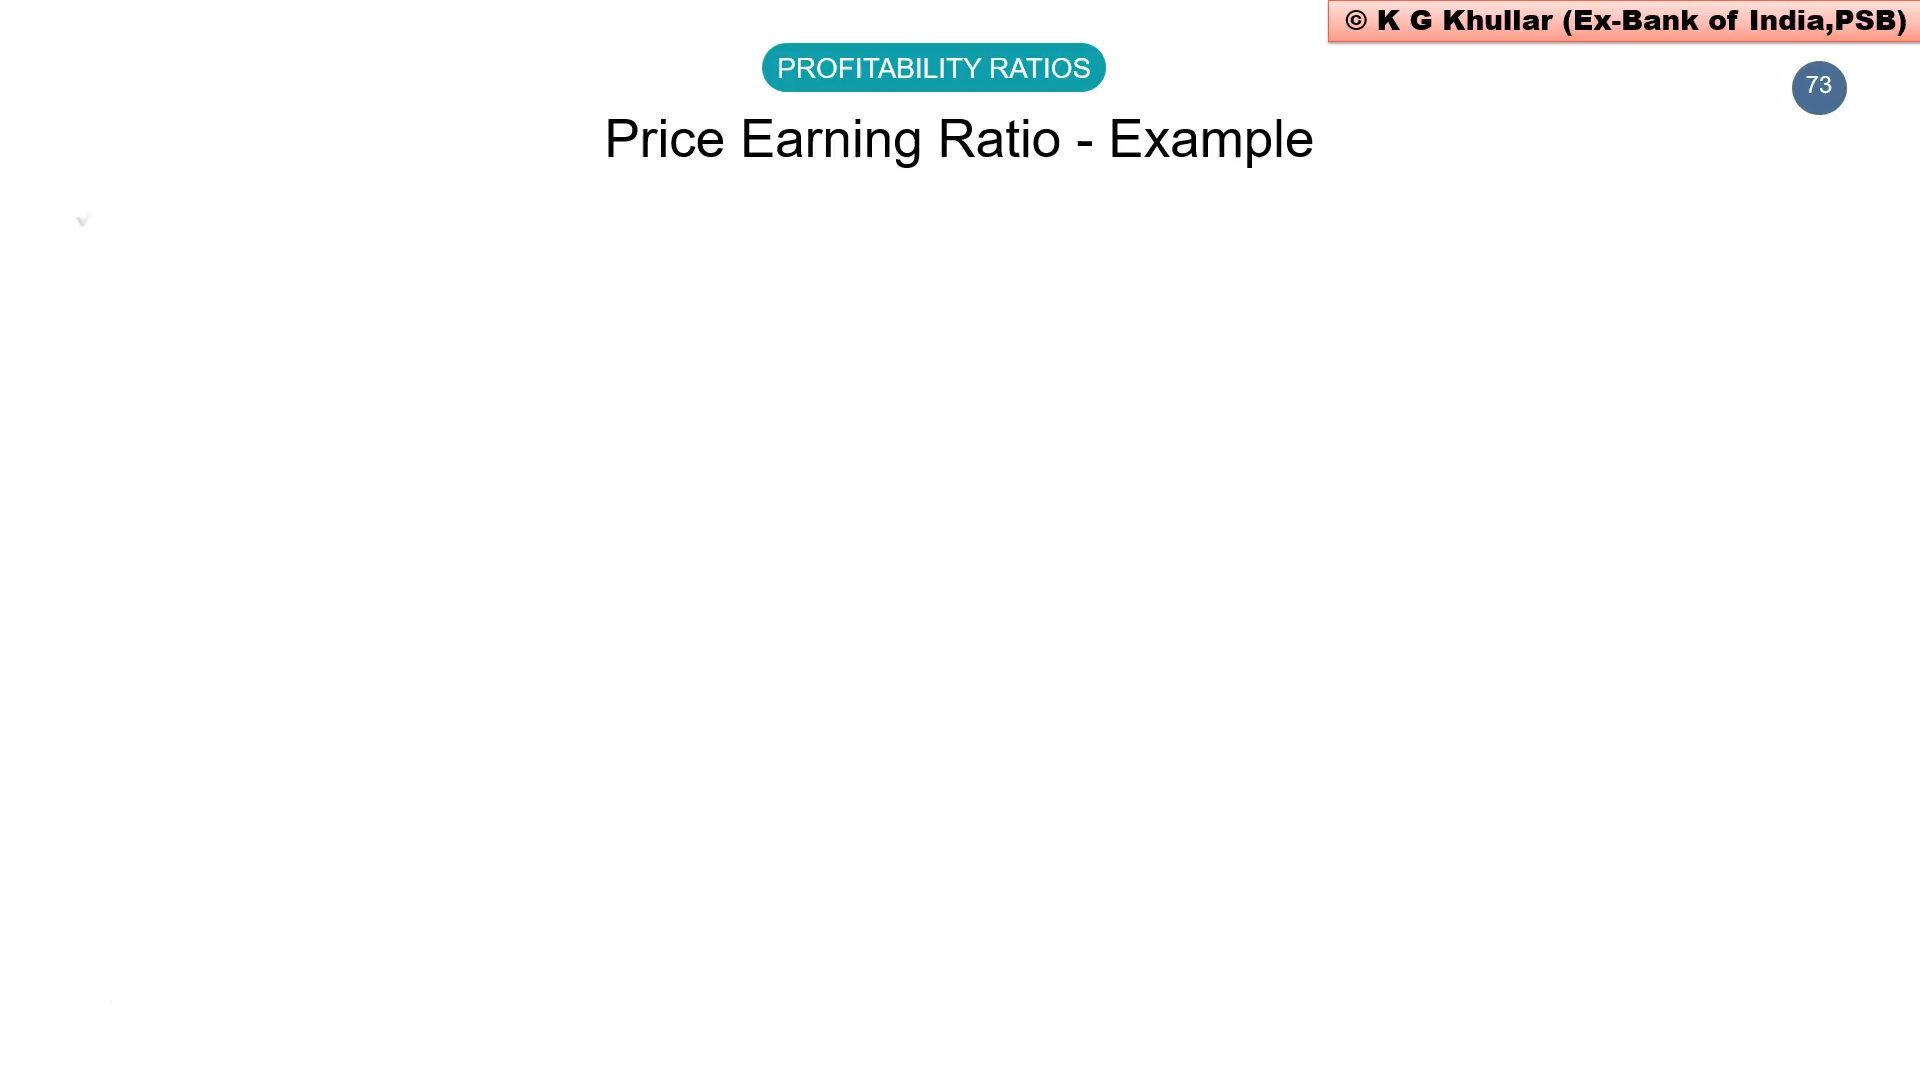 © K G Khullar (Ex-Bank of India,PSB)
PROFITABILITY RATIOS
73
Price Earning Ratio - Example